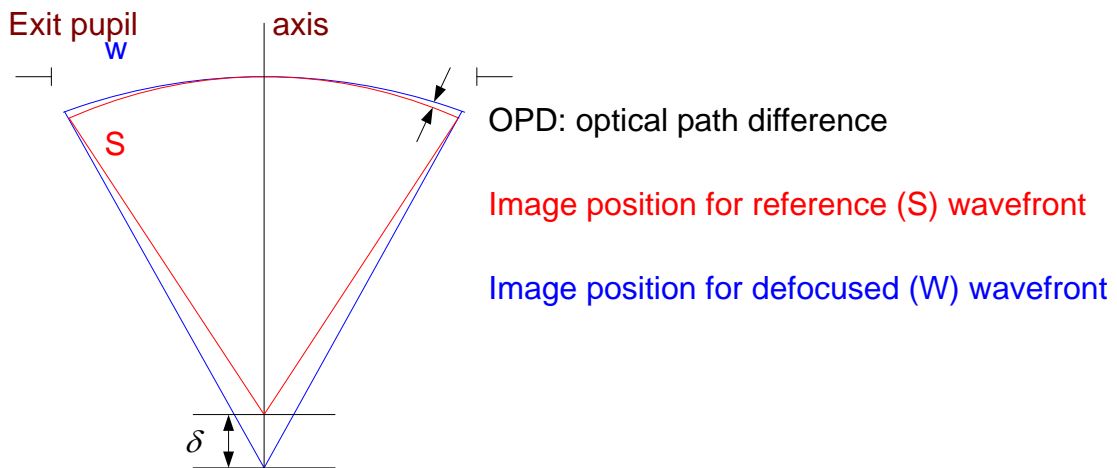 Exit pupil
axis
w
OPD: optical path difference
S
Image position for reference (S) wavefront
Image position for defocused (W) wavefront
δ